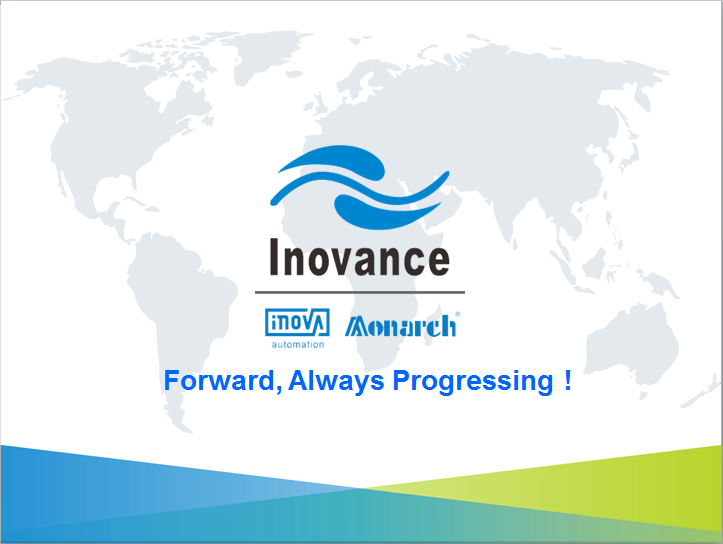 Inovance
inovA Monarch®
automation
Forward, Always Progressing !